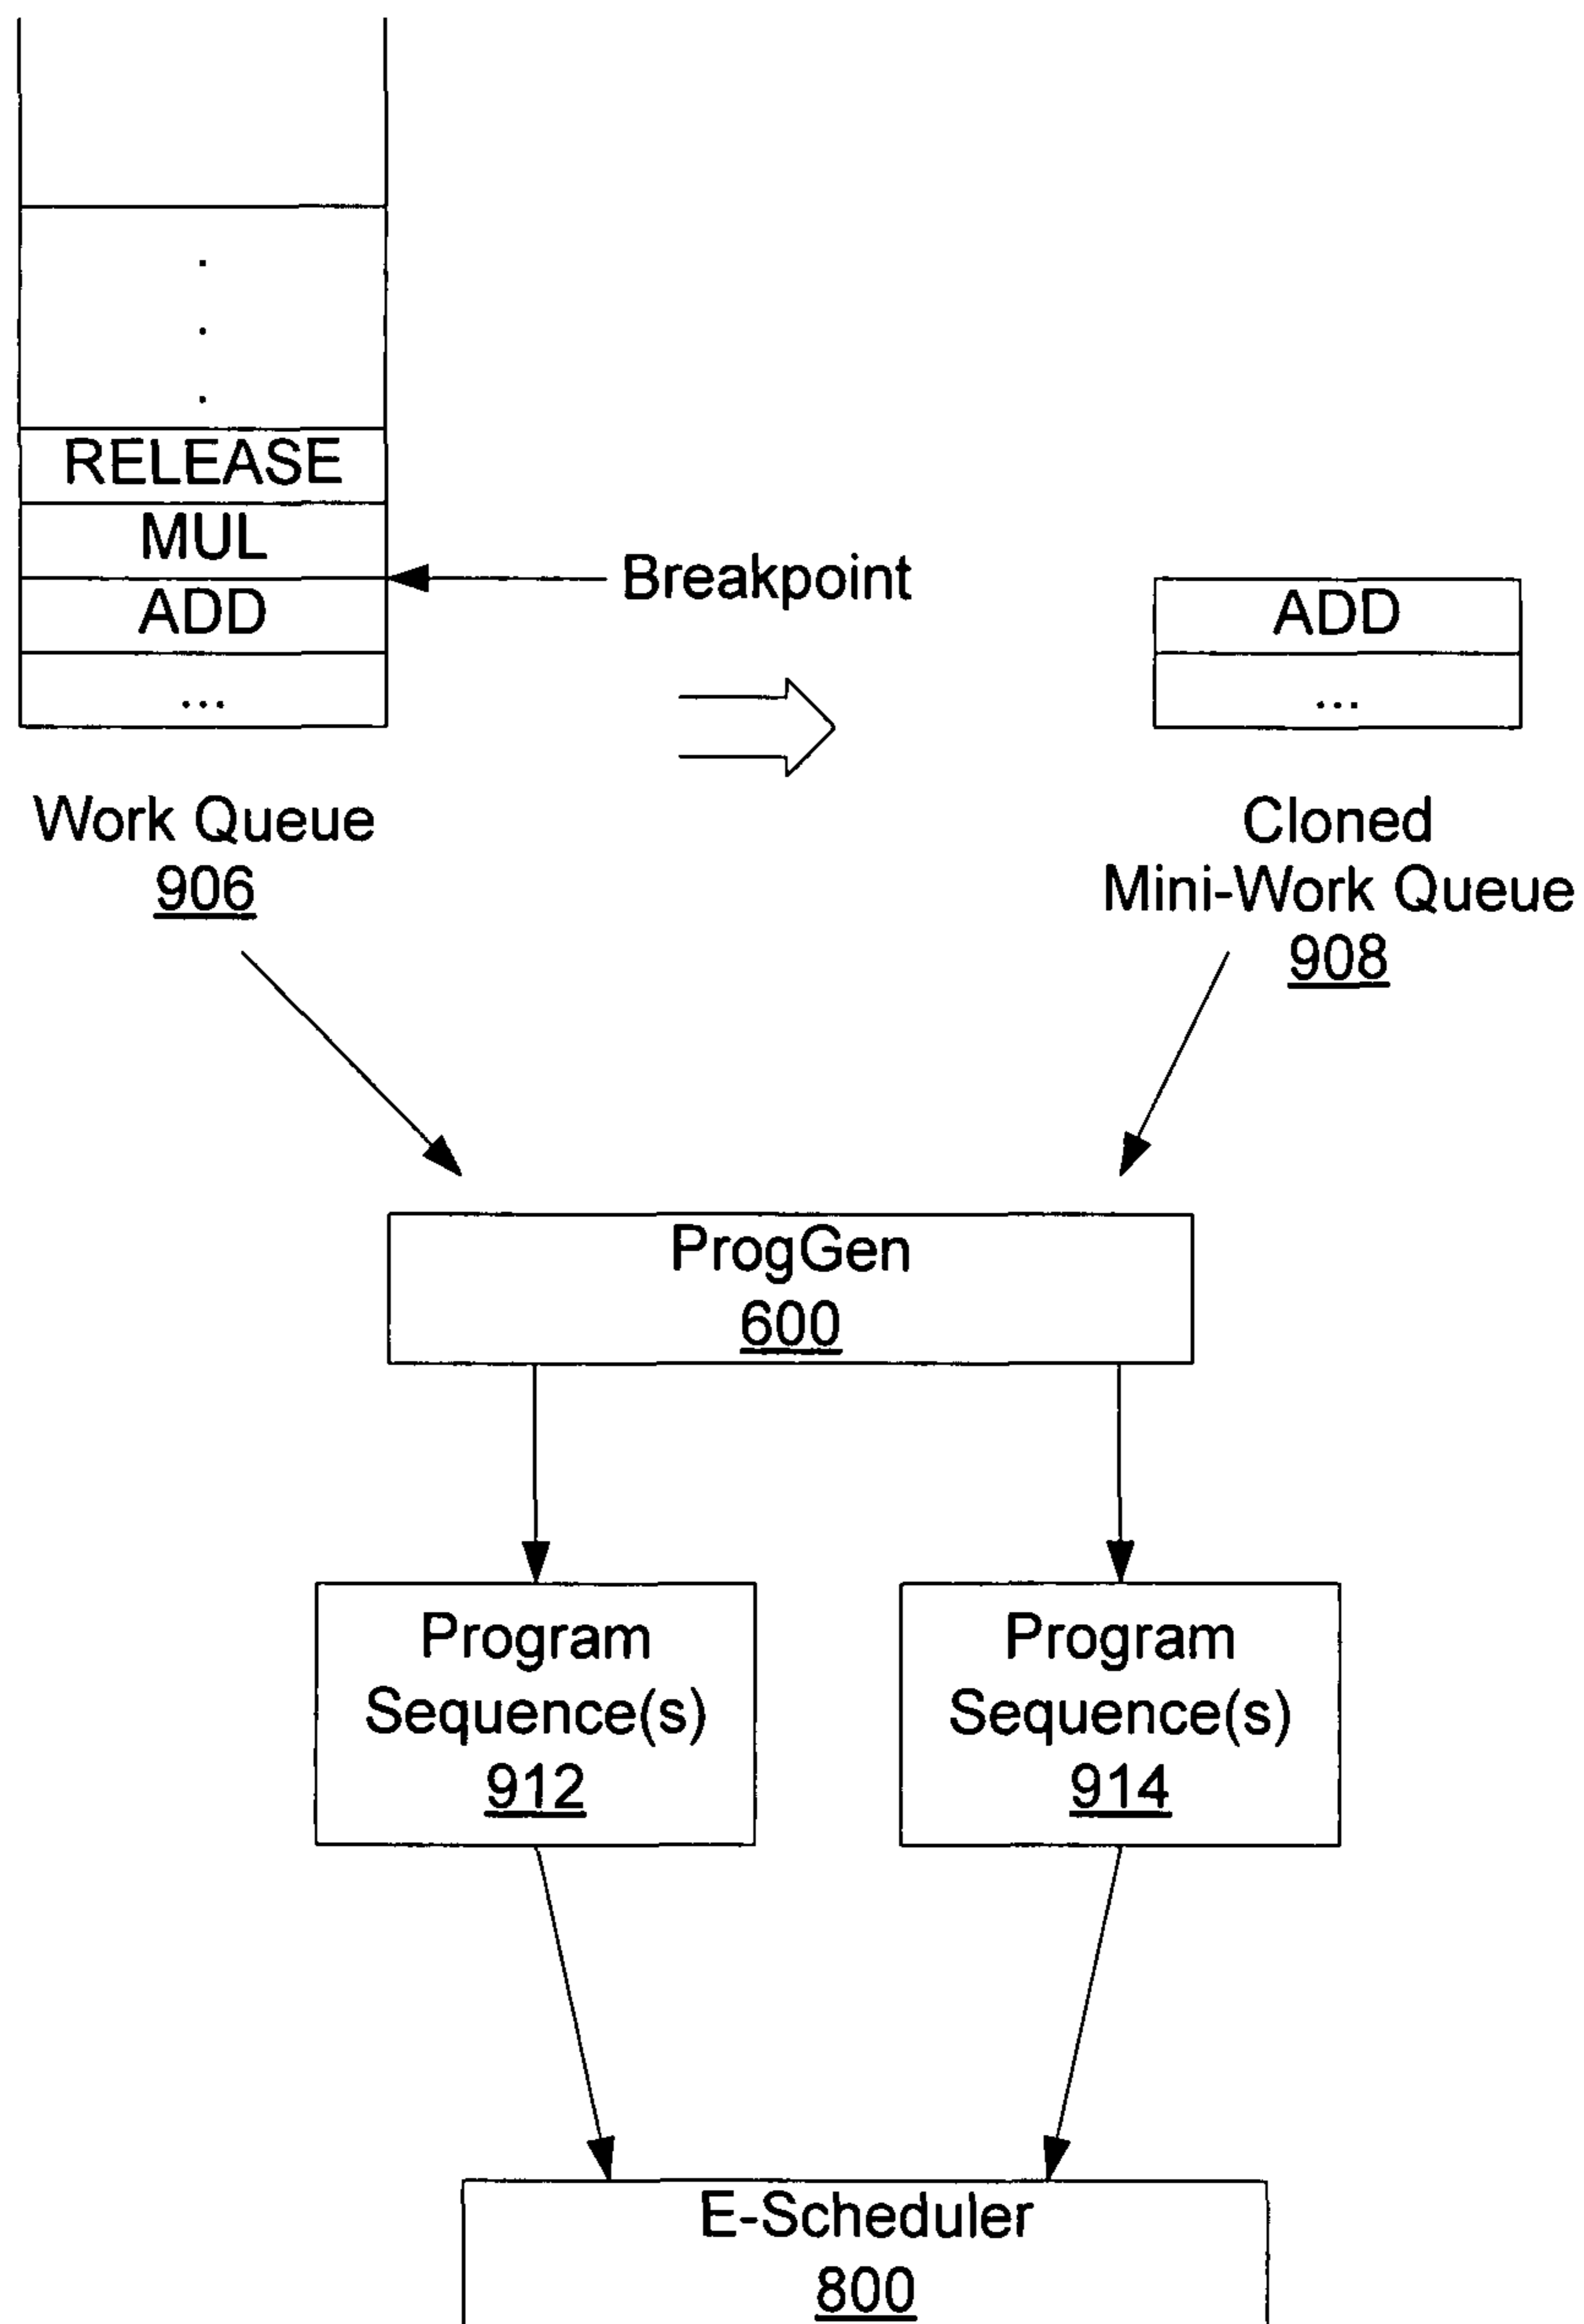 .
.
.
RELEASE
MUL
Breakpoint
ADD
ADD
...
...
Work Queue
906
Cloned
Mini-Work Queue
908
ProgGen
600
Program
Sequence(s)
912
Program
Sequence(s)
914
E-Scheduler
800